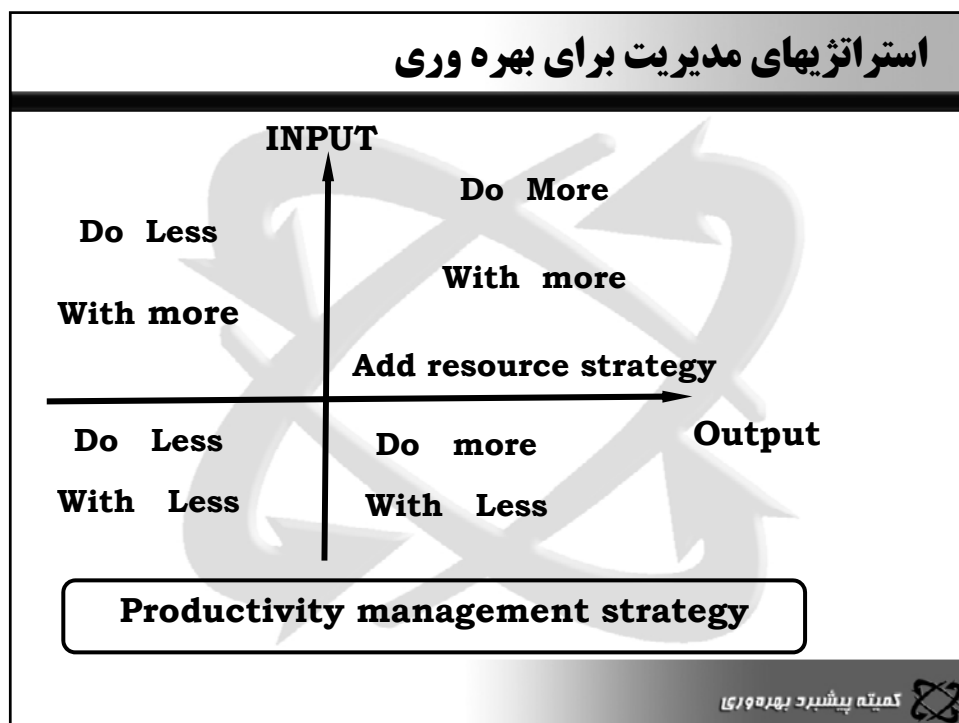 استراتژیهای مدیریت برای بهره وری
INPUT
Do More
Do Less
With more
With more
Add resource strategy
Output
Do Less
Do more
With Less
With Less
Productivity management strategy
کمیته پیشبرد بهره‌وری